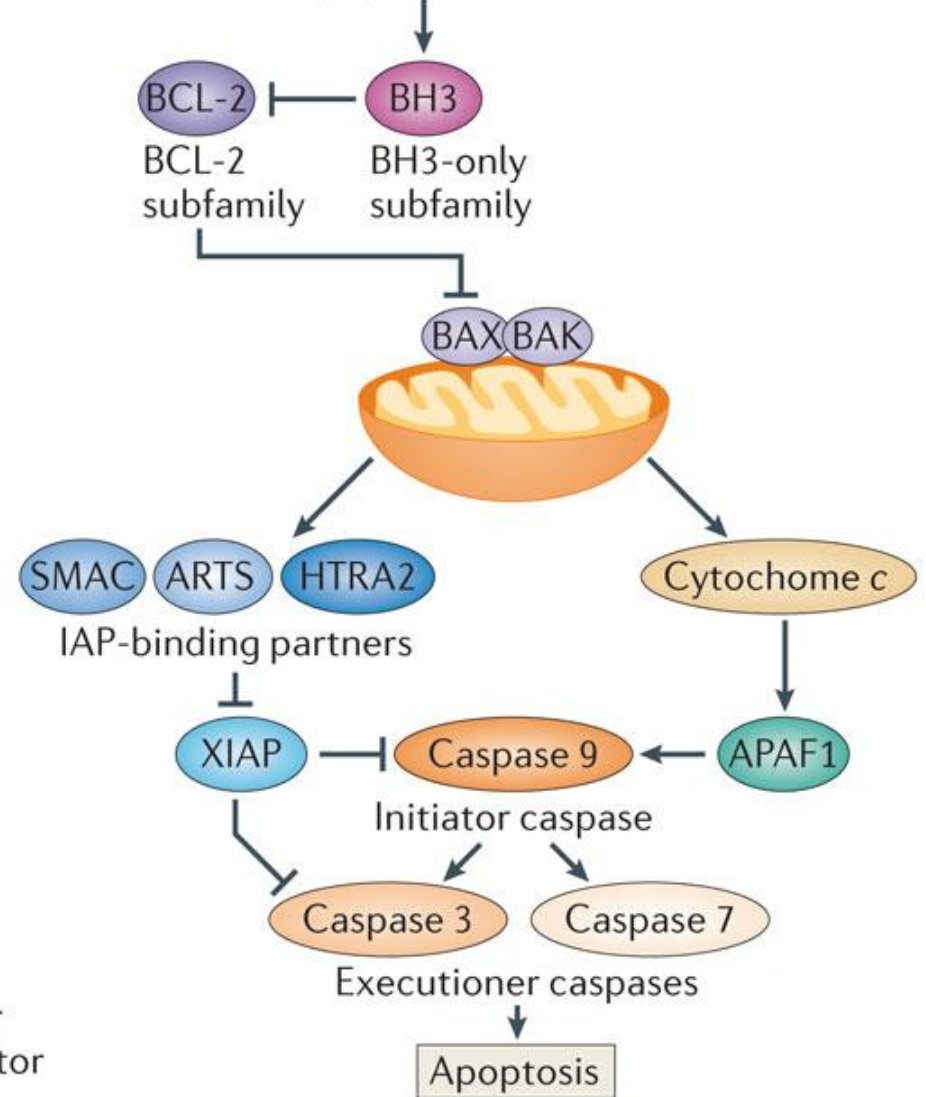 BCL-2
BH3
BCL-2
subfamily
BH3-only
subfamily
BAX
BAK
SMAC
ARTS
HTRA2
Cytochome c
IAP-binding partners
XIAP
Caspase 9
APAF1
Initiator caspase
Caspase 3
Caspase 7
Executioner caspases
tor
Apoptosis